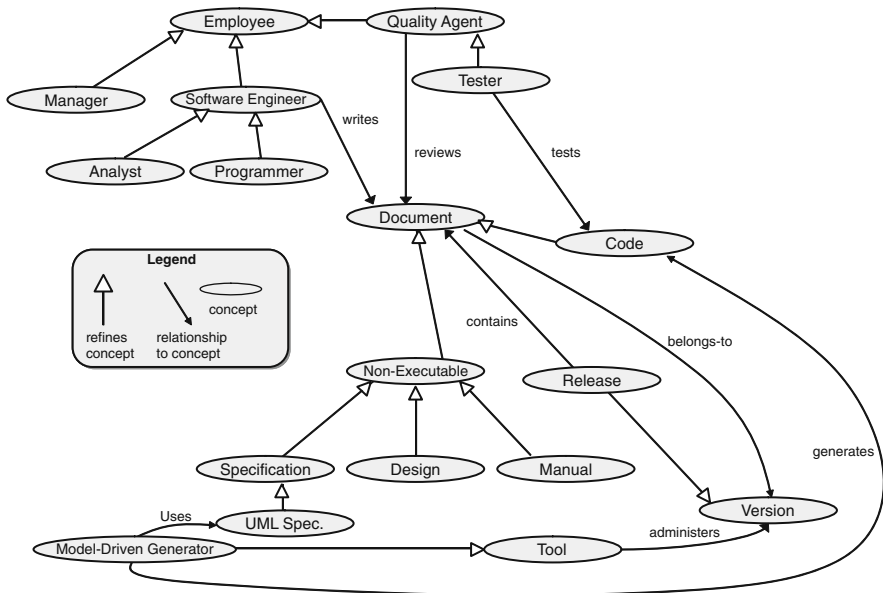 Employee
Quality Agent
Tester
Manager
Software Engineer
writes
tests
reviews
Analyst
Programmer
Document
Code
Legend
concept
refines
concept
relationship
to concept
contains
belongs-to
Non-Executable
Release
generates
Specification
Design
Manual
Version
Uses
UML Spec.
administers
Model-Driven Generator
Tool